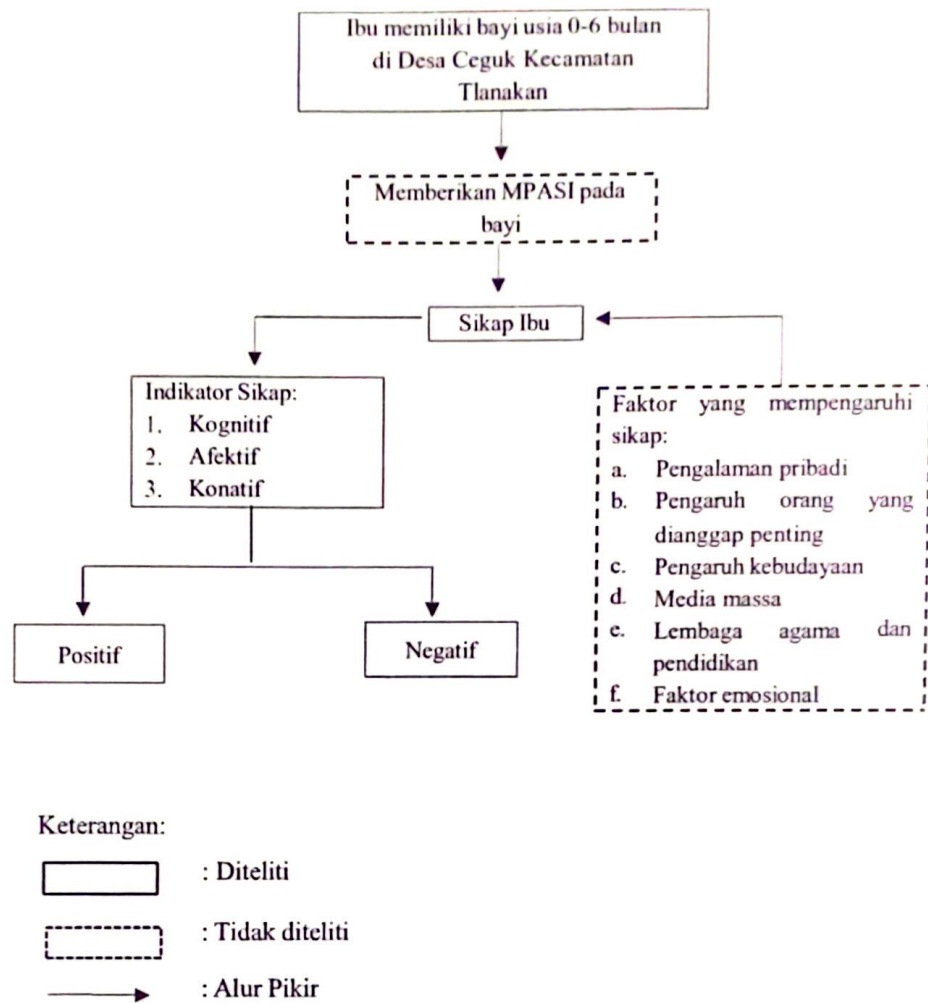 Ibu memiliki bayi usia 0-6 bulan
di Desa Ceguk Kecamatan
Tlanakan
Memberikan MPASI pada
bayi
Sikap Ibu
Indikator Sikap:
1. Kognitif
2. Afektif
3. Konatif
Faktor yang mempengaruhi
sikap:
a. Pengalaman pribadi
b. Pengaruh orang yang
dianggap penting
c. Pengaruh kebudayaan
d. Media massa
e. Lembaga agama dan
pendidikan
f. Faktor emosional
Positif
Negatif
Keterangan:
: Diteliti
: Tidak diteliti
: Alur Pikir